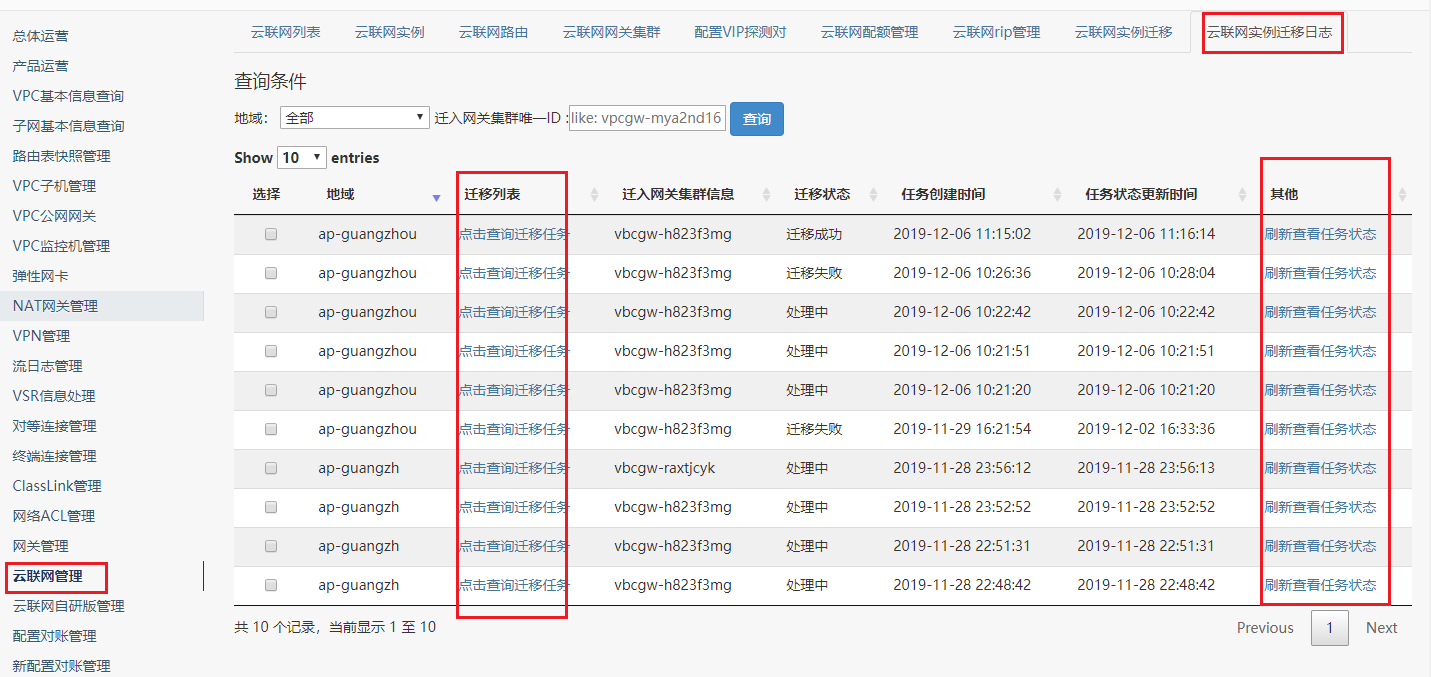 总体运营
产品运营
VPC基本信息查询
子网基本信息查询
路由表快照管理
VPC子机管理
VPC公网网关
VPC监控机管理
弹性网卡
NAT网关管理
VPN管理
流日志管理
VSR信息处理
对等连接管理
终端连接管理
ClassLink管理
网络ACL管理
网关管理
云联网管理
云联网自研版管理
配置对账管理
新配置对账管理
云联网列表 云联网实例 云联网路由 云联网网关集群 配置VIP探测对 云联网配额管理 云联网rip管理 云联网实例迁移 云联网实例迁移日志
查询条件
地域： 全部 迁入网关集群唯一ID : like: vpcgw-mya2nd16 查询
Show 10 entries
选择 地域 迁移列表 迁入网关集群信息 迁移状态 任务创建时间 任务状态更新时间 其他
ap-guangzhou 点击查询迁移任务 vbcgw-h823f3mg 迁移成功 2019-12-06 11:15:02 2019-12-06 11:16:14 刷新查看任务状态
ap-guangzhou 点击查询迁移任务 vbcgw-h823f3mg 迁移失败 2019-12-06 10:26:36 2019-12-06 10:28:04 刷新查看任务状态
ap-guangzhou 点击查询迁移任务 vbcgw-h823f3mg 处理中 2019-12-06 10:22:42 2019-12-06 10:22:42 刷新查看任务状态
ap-guangzhou 点击查询迁移任务 vbcgw-h823f3mg 处理中 2019-12-06 10:21:51 2019-12-06 10:21:51 刷新查看任务状态
ap-guangzhou 点击查询迁移任务 vbcgw-h823f3mg 处理中 2019-12-06 10:21:20 2019-12-06 10:21:20 刷新查看任务状态
ap-guangzhou 点击查询迁移任务 vbcgw-h823f3mg 迁移失败 2019-11-29 16:21:54 2019-12-02 16:33:36 刷新查看任务状态
ap-guangzh 点击查询迁移任务 vbcgw-raxtjcyk 处理中 2019-11-28 23:56:12 2019-11-28 23:56:13 刷新查看任务状态
ap-guangzh 点击查询迁移任务 vbcgw-h823f3mg 处理中 2019-11-28 23:52:52 2019-11-28 23:52:52 刷新查看任务状态
ap-guangzh 点击查询迁移任务 vbcgw-h823f3mg 处理中 2019-11-28 22:51:31 2019-11-28 22:51:31 刷新查看任务状态
ap-guangzh 点击查询迁移任务 vbcgw-h823f3mg 处理中 2019-11-28 22:48:42 2019-11-28 22:48:42 刷新查看任务状态
共 10 个记录，当前显示 1 至 10 Previous 1 Next